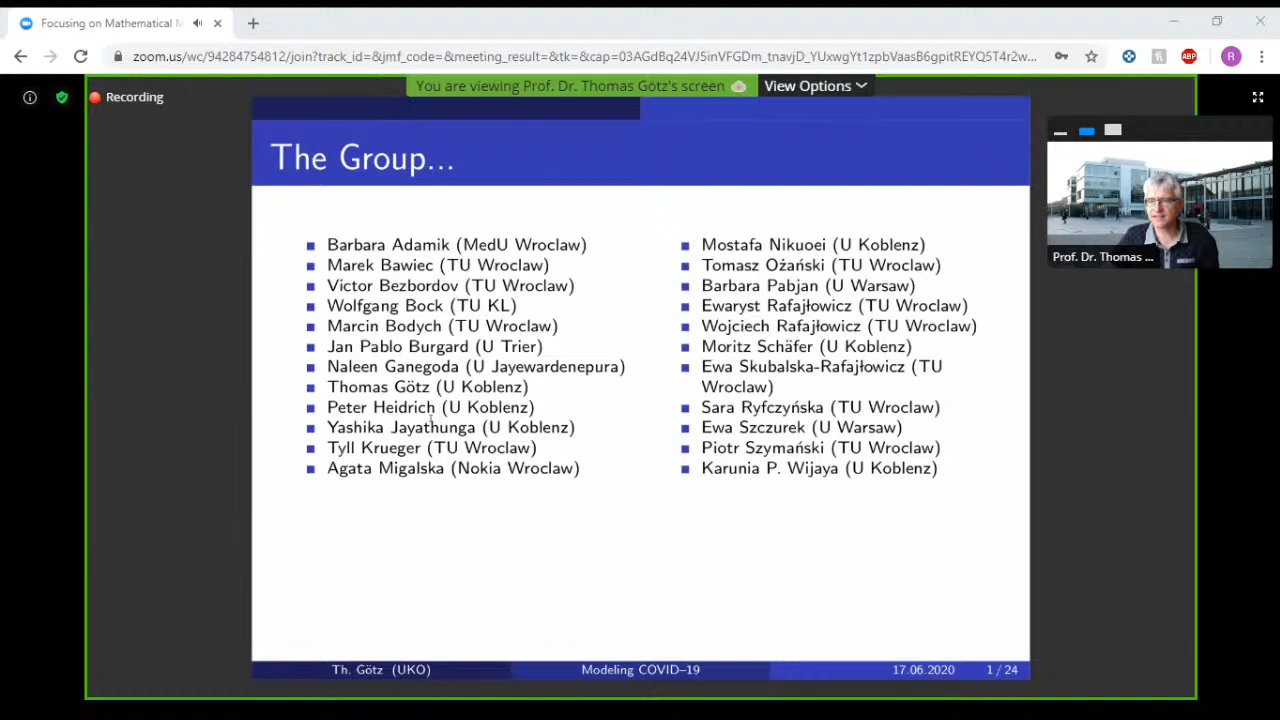 Focusing on Mathematical M
zoom.us/wc/94284754812/join?track_id=&jmf_code=&meeting_result=&tk=&cap=03AGdBq24VJ5inVFGDm_tnavjD_YUxwgYt1zpbVaasB6gpitREYQ5T4r2w...
ABP
R
Recording
You are viewing Prof. Dr. Thomas Götz's screen
View Options
The Group...
Barbara Adamik (MedU Wroclaw)
Marek Bawiec (TU Wroclaw)
Victor Bezbordov (TU Wroclaw)
Wolfgang Bock (TU KL)
Marcin Bodych (TU Wroclaw)
Jan Pablo Burgard (U Trier)
Naleen Ganegoda (U Jayewardenepura)
Thomas Götz (U Koblenz)
Peter Heidrich (U Koblenz)
Yashika Jayathunga (U Koblenz)
Tyll Krueger (TU Wroclaw)
Agata Migalska (Nokia Wroclaw)
Mostafa Nikuoei (U Koblenz)
Tomasz Ożański (TU Wroclaw)
Barbara Pabjan (U Warsaw)
Ewaryst Rafajłowicz (TU Wroclaw)
Wojciech Rafajłowicz (TU Wroclaw)
Moritz Schäfer (U Koblenz)
Ewa Skubalska-Rafajłowicz (TU
Wroclaw)
Sara Ryfczyńska (TU Wroclaw)
Ewa Szczurek (U Warsaw)
Piotr Szymański (TU Wroclaw)
Karunia P. Wijaya (U Koblenz)
Prof. Dr. Thomas ...
Th. Götz (UKO)
Modeling COVID–19
17.06.2020
1 / 24